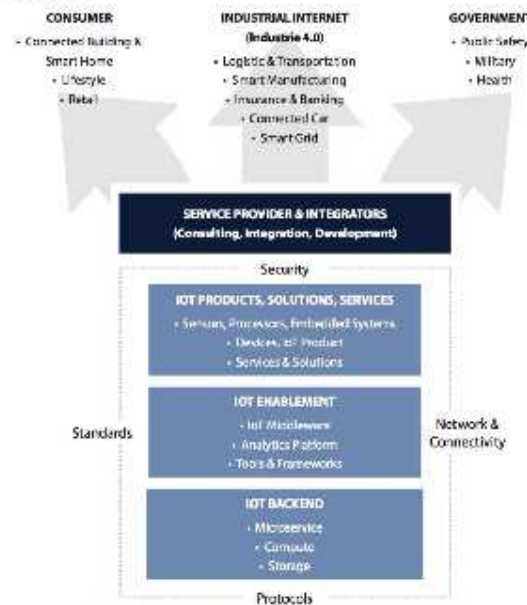 CONSUMER
• Connected Building &
Smart Home
• Lifestyle
• Retail
INDUSTRIAL INTERNET
(Industrie 4.0)
• Logistic & Transportation
• Smart Manufacturing
• Insurance & Banking
• Connected Car
• Smart Grid
GOVERNMENT
• Public Safety
• Military
• Health
SERVICE PROVIDER & INTEGRATORS
(Consulting, Integration, Development)
Security
IOT PRODUCTS, SOLUTIONS, SERVICES
• Sensors, Processors, Embedded Systems
• Devices, IoT Product
• Services & Solutions
Standards
IOT ENABLEMENT
• IoT Middleware
• Analytics Platform
• Tools & Frameworks
Network &
Connectivity
IOT BACKEND
• Microservice
• Compute
• Storage
Protocols